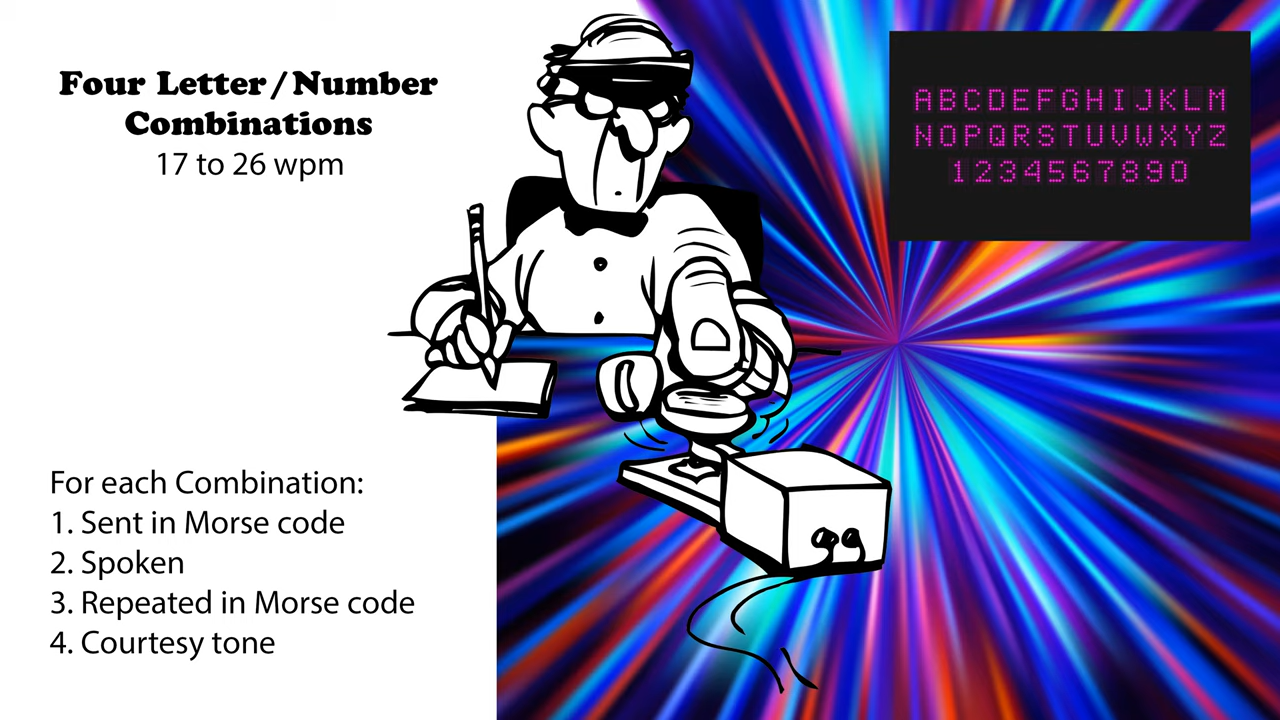 Four Letter/Number
Combinations
17 to 26 wpm
ABCDEFGHIJKLM
NOPQRSTUVWXYZ
1234567890
For each Combination:
1. Sent in Morse code
2. Spoken
3. Repeated in Morse code
4. Courtesy tone